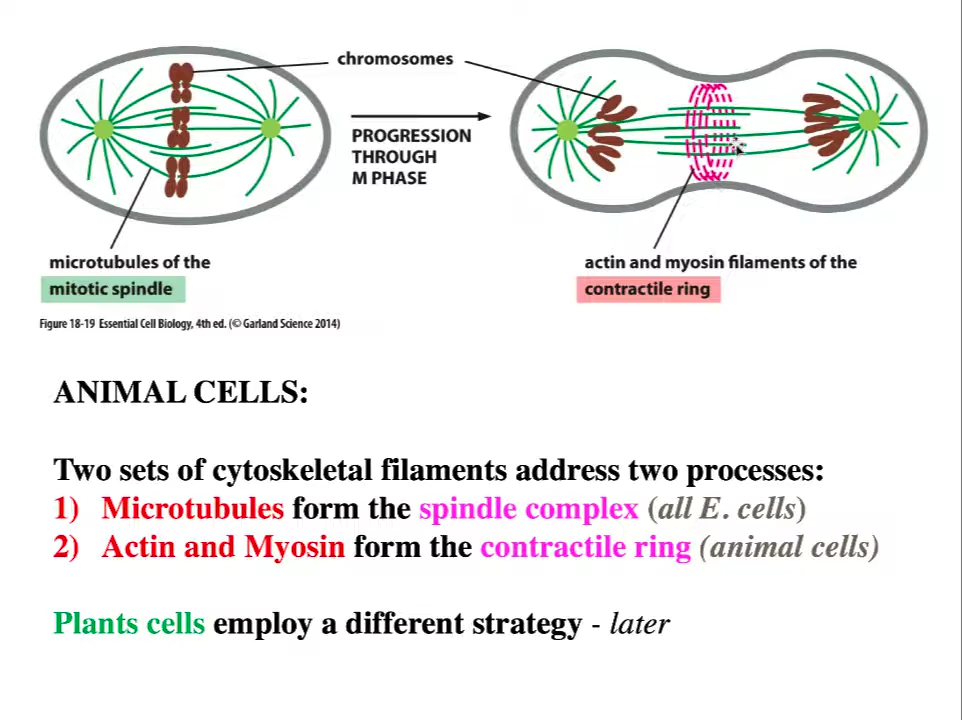 chromosomes
PROGRESSION
THROUGH
M PHASE
microtubules of the
mitotic spindle
actin and myosin filaments of the
contractile ring
Figure 18-19 Essential Cell Biology, 4th ed. (© Garland Science 2014)
ANIMAL CELLS:
Two sets of cytoskeletal filaments address two processes:
1) Microtubules form the spindle complex (all E. cells)
2) Actin and Myosin form the contractile ring (animal cells)
Plants cells employ a different strategy - later